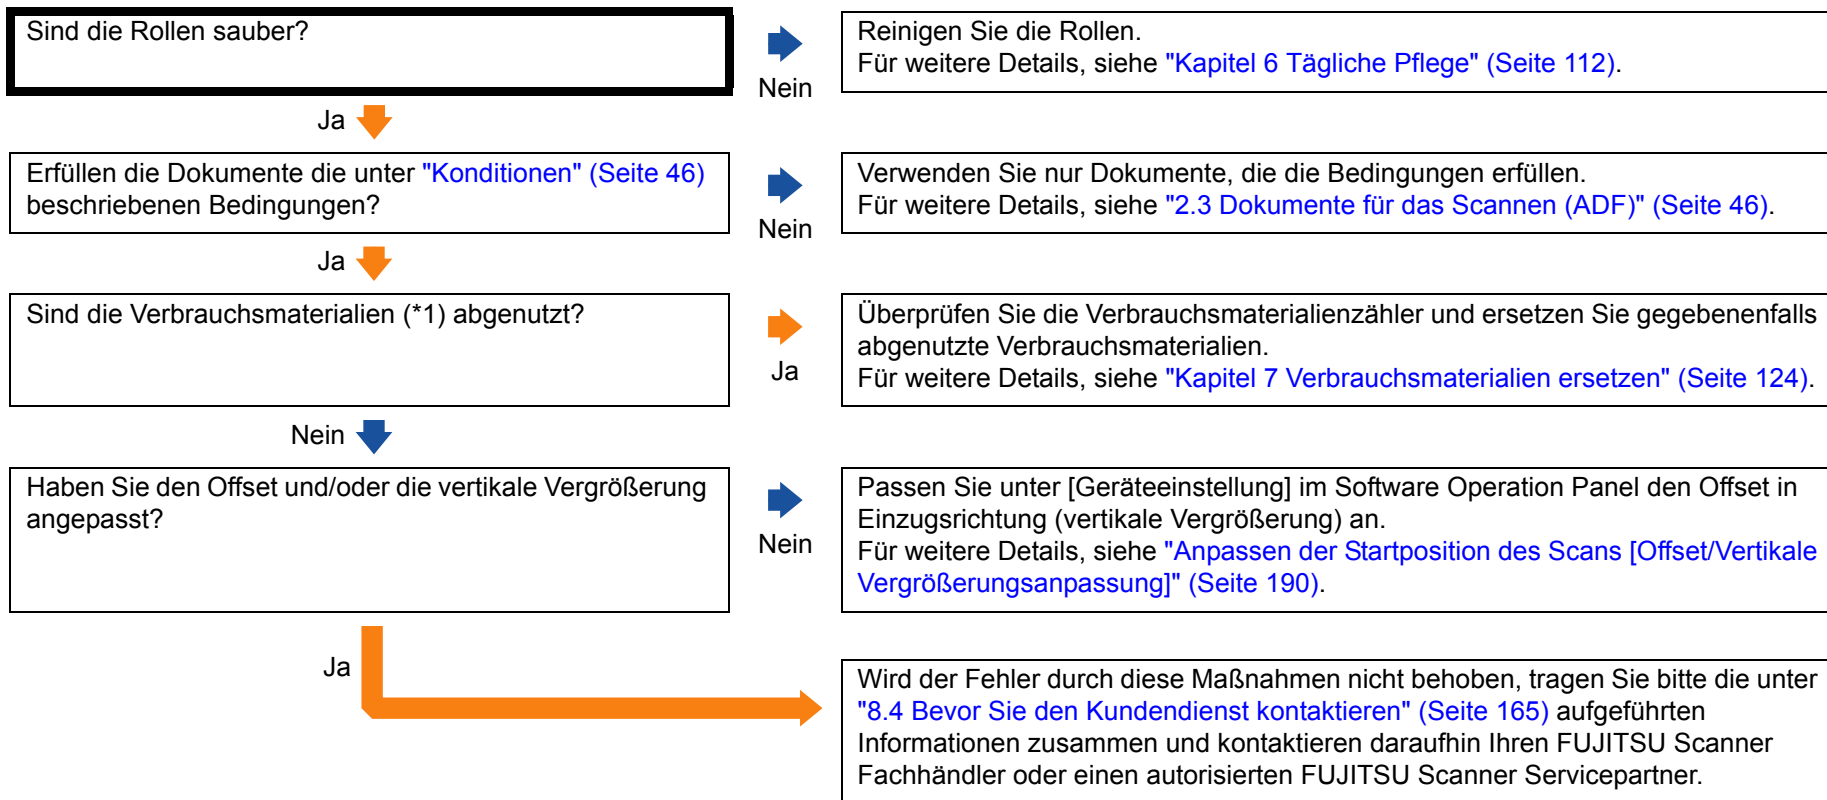 Sind die Rollen sauber?
Nein
Reinigen Sie die Rollen.
Für weitere Details, siehe "Kapitel 6 Tägliche Pflege" (Seite 112).
Ja
Erfüllen die Dokumente die unter "Konditionen" (Seite 46)
beschriebenen Bedingungen?
Nein
Verwenden Sie nur Dokumente, die die Bedingungen erfüllen.
Für weitere Details, siehe "2.3 Dokumente für das Scannen (ADF)" (Seite 46).
Ja
Sind die Verbrauchsmaterialien (*1) abgenutzt?
Ja
Überprüfen Sie die Verbrauchsmaterialienzähler und ersetzen Sie gegebenenfalls
abgenutzte Verbrauchsmaterialien.
Für weitere Details, siehe "Kapitel 7 Verbrauchsmaterialien ersetzen" (Seite 124).
Nein
Haben Sie den Offset und/oder die vertikale Vergrößerung
angepasst?
Nein
Passen Sie unter [Geräteeinstellung] im Software Operation Panel den Offset in
Einzugsrichtung (vertikale Vergrößerung) an.
Für weitere Details, siehe "Anpassen der Startposition des Scans [Offset/Vertikale
Vergrößerungsanpassung]" (Seite 190).
Ja
Wird der Fehler durch diese Maßnahmen nicht behoben, tragen Sie bitte die unter
"8.4 Bevor Sie den Kundendienst kontaktieren" (Seite 165) aufgeführten
Informationen zusammen und kontaktieren daraufhin Ihren FUJITSU Scanner
Fachhändler oder einen autorisierten FUJITSU Scanner Servicepartner.